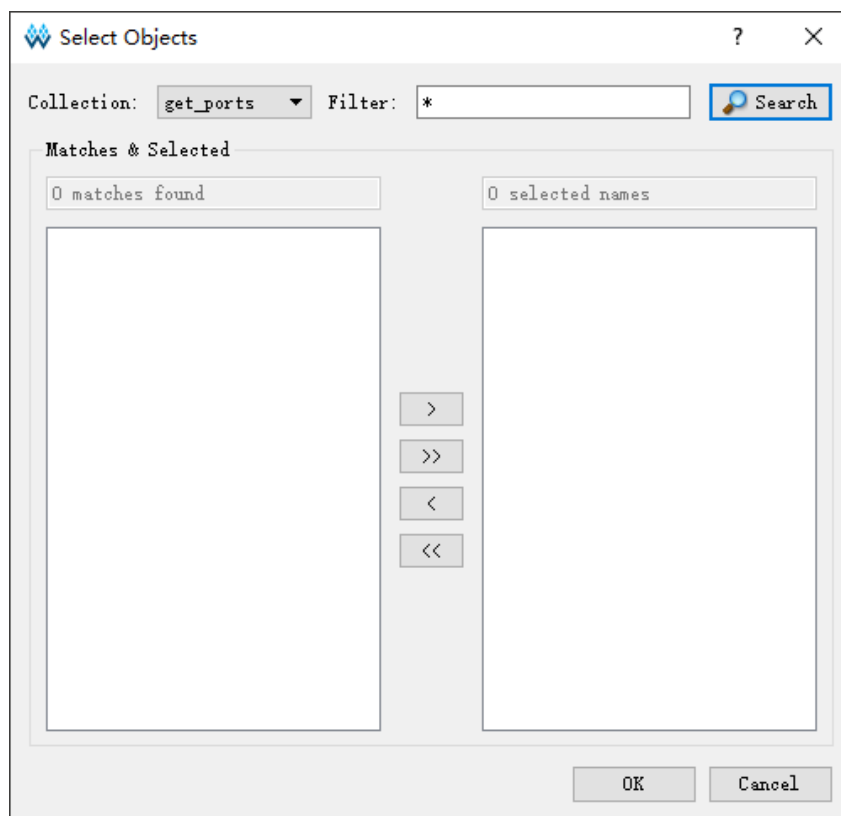 Select Objects ?
Collection: get_ports Filter: * Search
Matches & Selected
0 matches found 0 selected names
>
>>
<
<<
OK Cancel